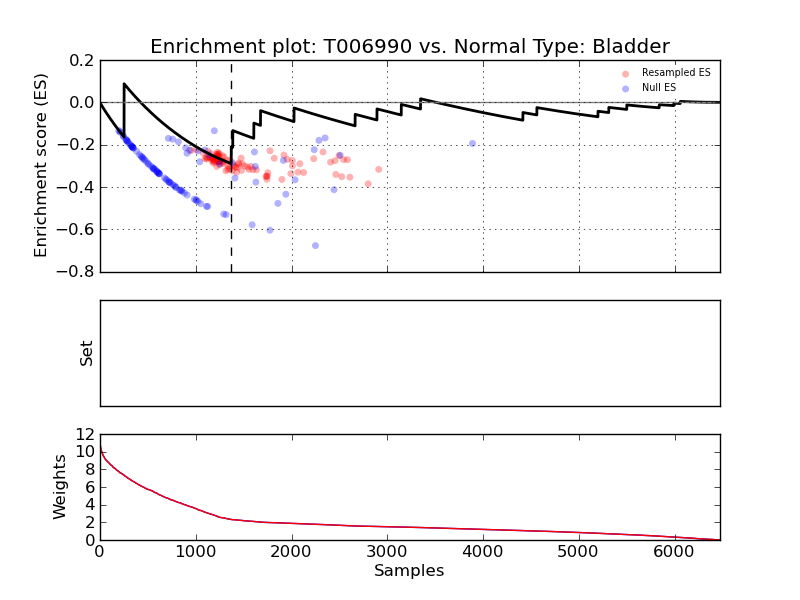 Enrichment plot: T006990 vs. Normal Type: Bladder
Enrichment score (ES)
0.2
0.0
−0.2
−0.4
−0.6
−0.8
Resampled ES
Null ES
Set
Weights
12
10
8
6
4
2
0
0
1000
2000
3000
4000
5000
6000
Samples